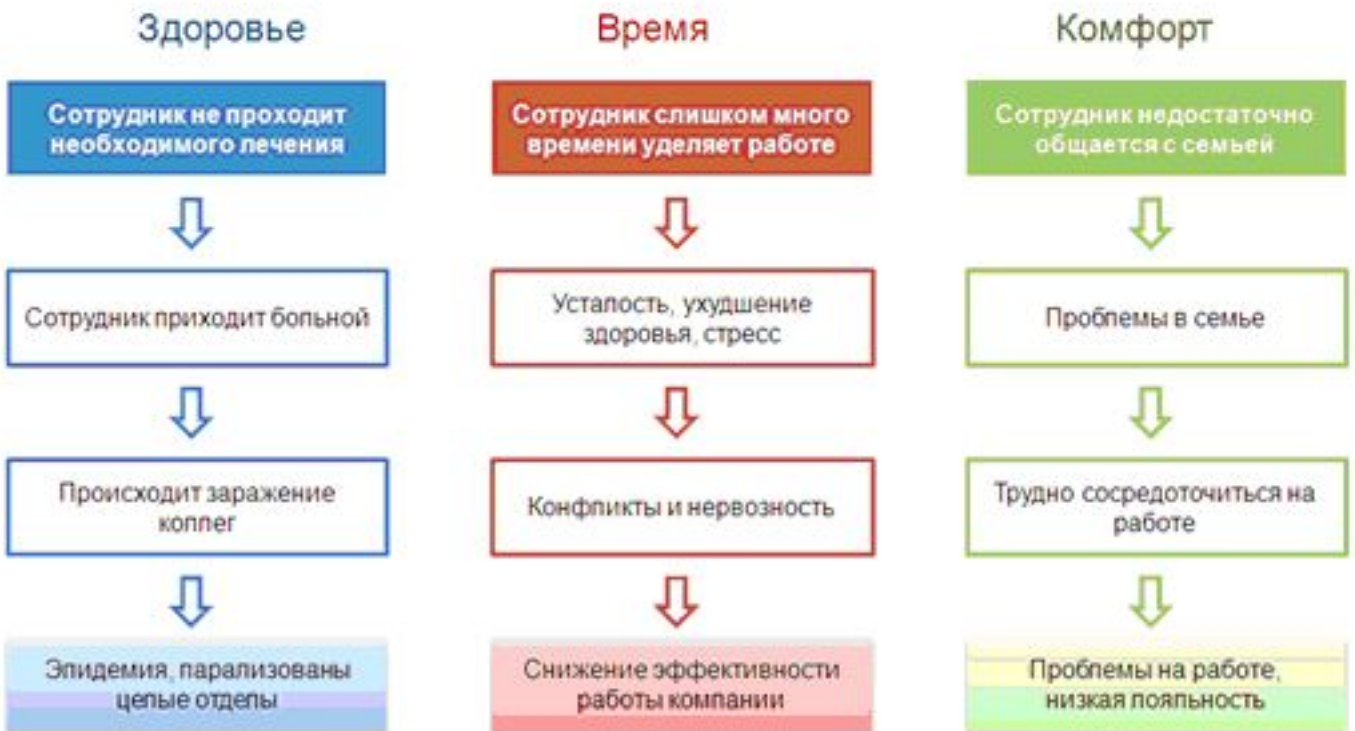 Здоровье
Сотрудник не проходит
необходимого лечения
Сотрудник приходит больной
Происходит заражение
коллег
Эпидемия, парализованы
целые отделы
Время
Сотрудник слишком много
времени уделяет работе
Усталость, ухудшение
здоровья, стресс
Конфликты и нервозность
Снижение эффективности
работы компании
Комфорт
Сотрудник недостаточно
общается с семьей
Проблемы в семье
Трудно сосредоточиться на
работе
Проблемы на работе,
низкая лояльность